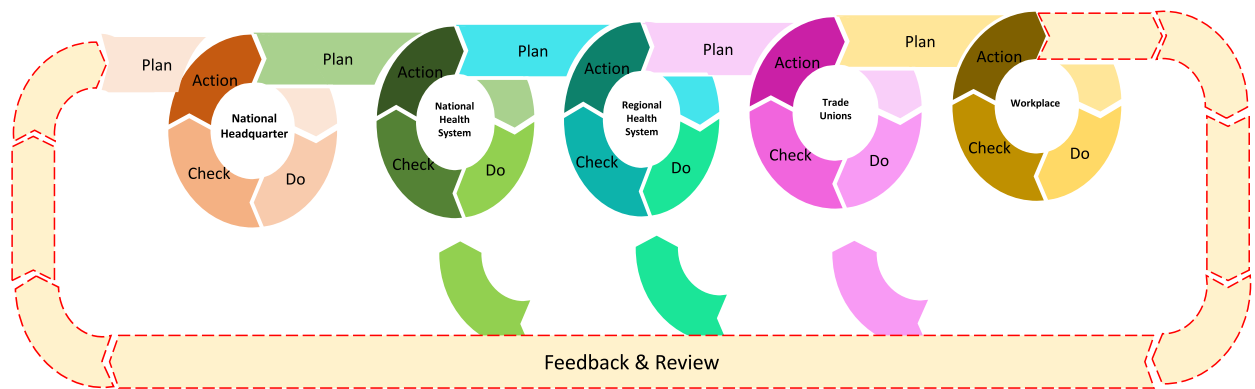 Plan
Plan
Plan
Plan
Plan
Action
National
Headquarter
Check
Do
Action
National
Health
System
Check
Do
Action
Regional
Health
System
Check
Do
Action
Trade
Unions
Check
Do
Action
Workplace
Check
Do
Feedback & Review